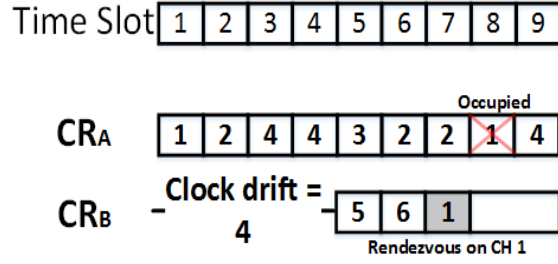 Time Slot 1 2 3 4 5 6 7 8 9
Occupied
CRA 1 2 4 4 3 2 2 1 4
CRB Clock drift = 4 5 6 1
Rendezvous on CH 1